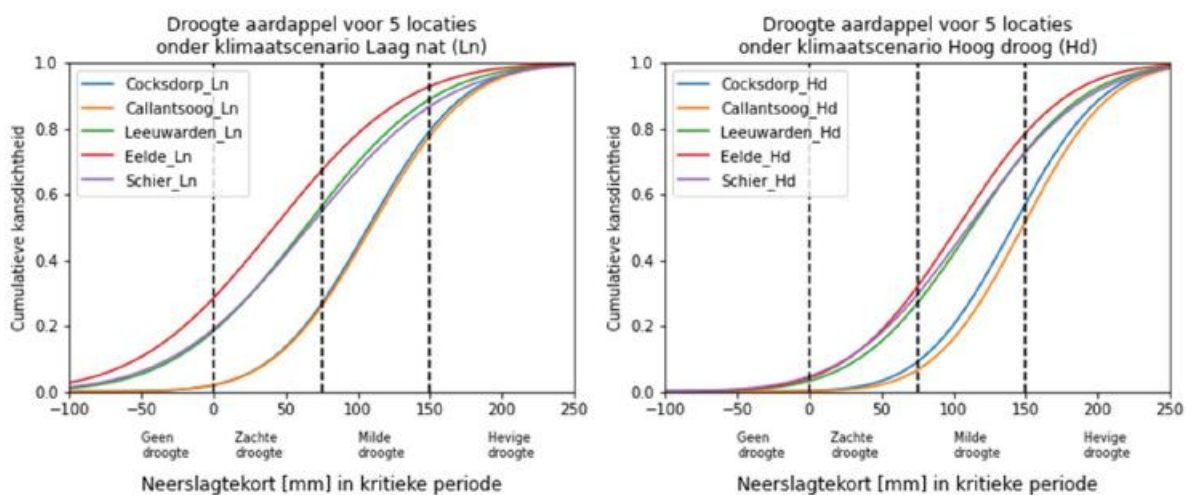 Droogte aardappel voor 5 locaties
onder klimaatscenario Laag nat (Ln)
1.0
0.8
0.6
0.4
0.2
0.0
Cumulatieve kansdichtheid
Cocksdorp_Ln
Callantsoog_Ln
Leeuwarden_Ln
Eelde_Ln
Schier_Ln
−100 −50 0 50 100 150 200 250
Geen Zachte Milde Hevige
droogte droogte droogte droogte
Neerslagtekort [mm] in kritieke periode
Droogte aardappel voor 5 locaties
onder klimaatscenario Hoog droog (Hd)
1.0
0.8
0.6
0.4
0.2
0.0
Cumulatieve kansdichtheid
Cocksdorp_Hd
Callantsoog_Hd
Leeuwarden_Hd
Eelde_Hd
Schier_Hd
−100 −50 0 50 100 150 200 250
Geen Zachte Milde Hevige
droogte droogte droogte droogte
Neerslagtekort [mm] in kritieke periode